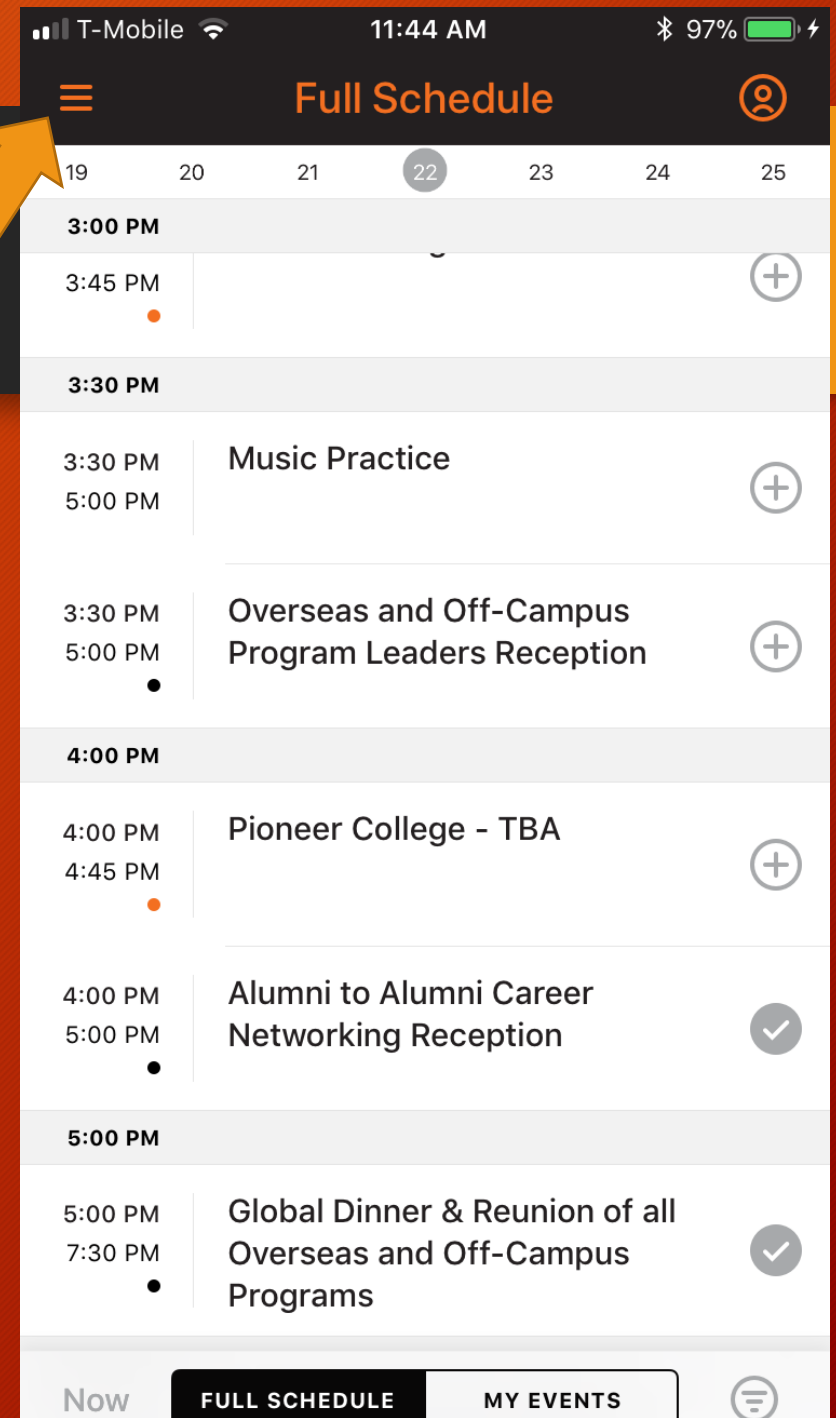 T-Mobile 11:44 AM 97%
Full Schedule
19 20 21 22 23 24 25
3:00 PM
3:45 PM
3:30 PM
3:30 PM Music Practice
5:00 PM
3:30 PM Overseas and Off-Campus
5:00 PM Program Leaders Reception
4:00 PM
4:00 PM Pioneer College - TBA
4:45 PM
4:00 PM Alumni to Alumni Career
5:00 PM Networking Reception
5:00 PM
5:00 PM Global Dinner & Reunion of all
7:30 PM Overseas and Off-Campus
Programs
Now FULL SCHEDULE MY EVENTS